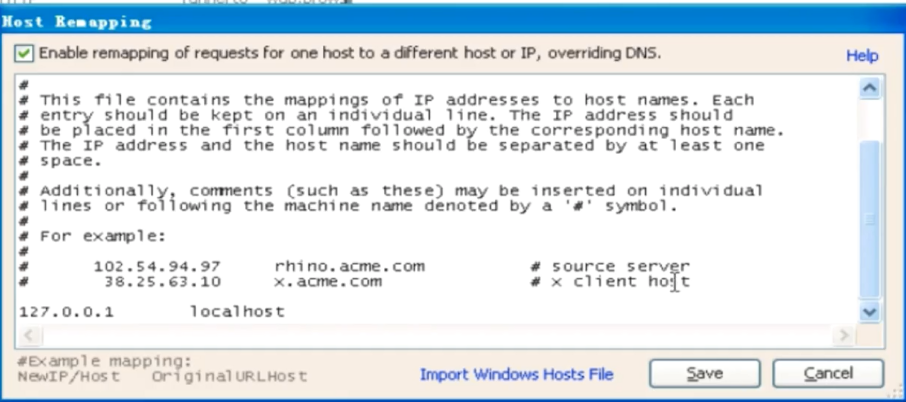 Host Remapping
Enable remapping of requests for one host to a different host or IP, overriding DNS.
Help
#
# This file contains the mappings of IP addresses to host names. Each
# entry should be kept on an individual line. The IP address should
# be placed in the first column followed by the corresponding host name.
# The IP address and the host name should be separated by at least one
# space.
#
# Additionally, comments (such as these) may be inserted on individual
# lines or following the machine name denoted by a '#' symbol.
#
# For example:
#
# 102.54.94.97 rhino.acme.com # source server
# 38.25.63.10 x.acme.com # x client host
127.0.0.1 localhost
#Example mapping:
NewIP/Host OriginalURLHost
Import Windows Hosts File
Save
Cancel